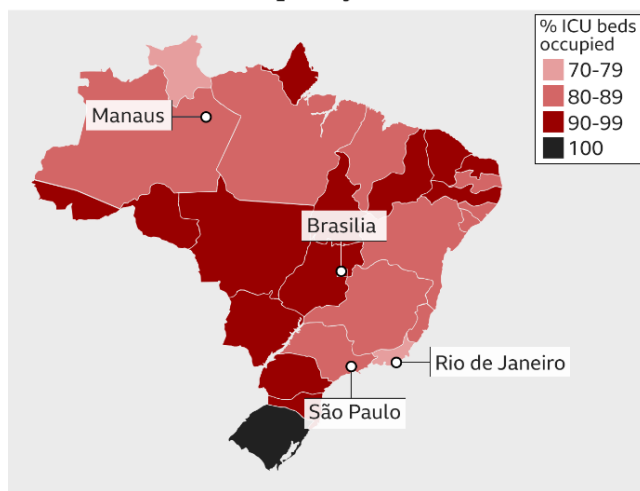 % ICU beds
occupied
70-79
80-89
90-99
100
Manaus
Brasilia
Rio de Janeiro
São Paulo